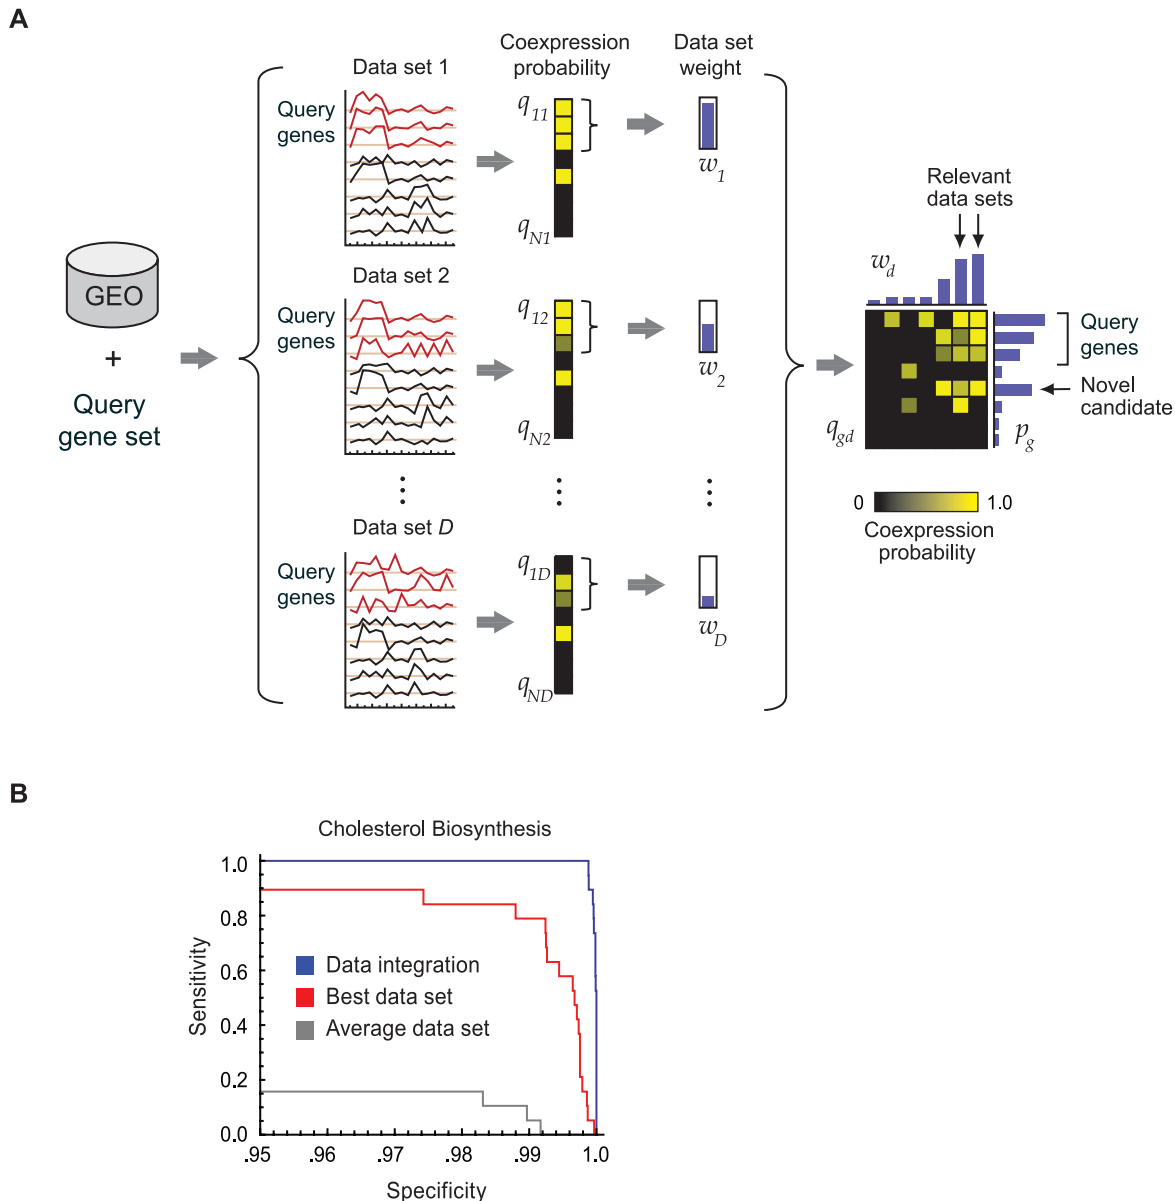 A
GEO
+
Query
gene set
Data set 1
Query
genes
Coexpression
probability
q11
qN1
Data set
weight
w1
Data set 2
Query
genes
q12
qN2
w2
Data set D
Query
genes
q1D
qND
wD
Relevant
data sets
wd
Query
genes
Novel
candidate
qgd
pg
0 1.0
Coexpression
probability
B
Cholesterol Biosynthesis
Sensitivity
1.0
0.8
0.6
0.4
0.2
0.0
Data integration
Best data set
Average data set
.95 .96 .97 .98 .99 1.0
Specificity